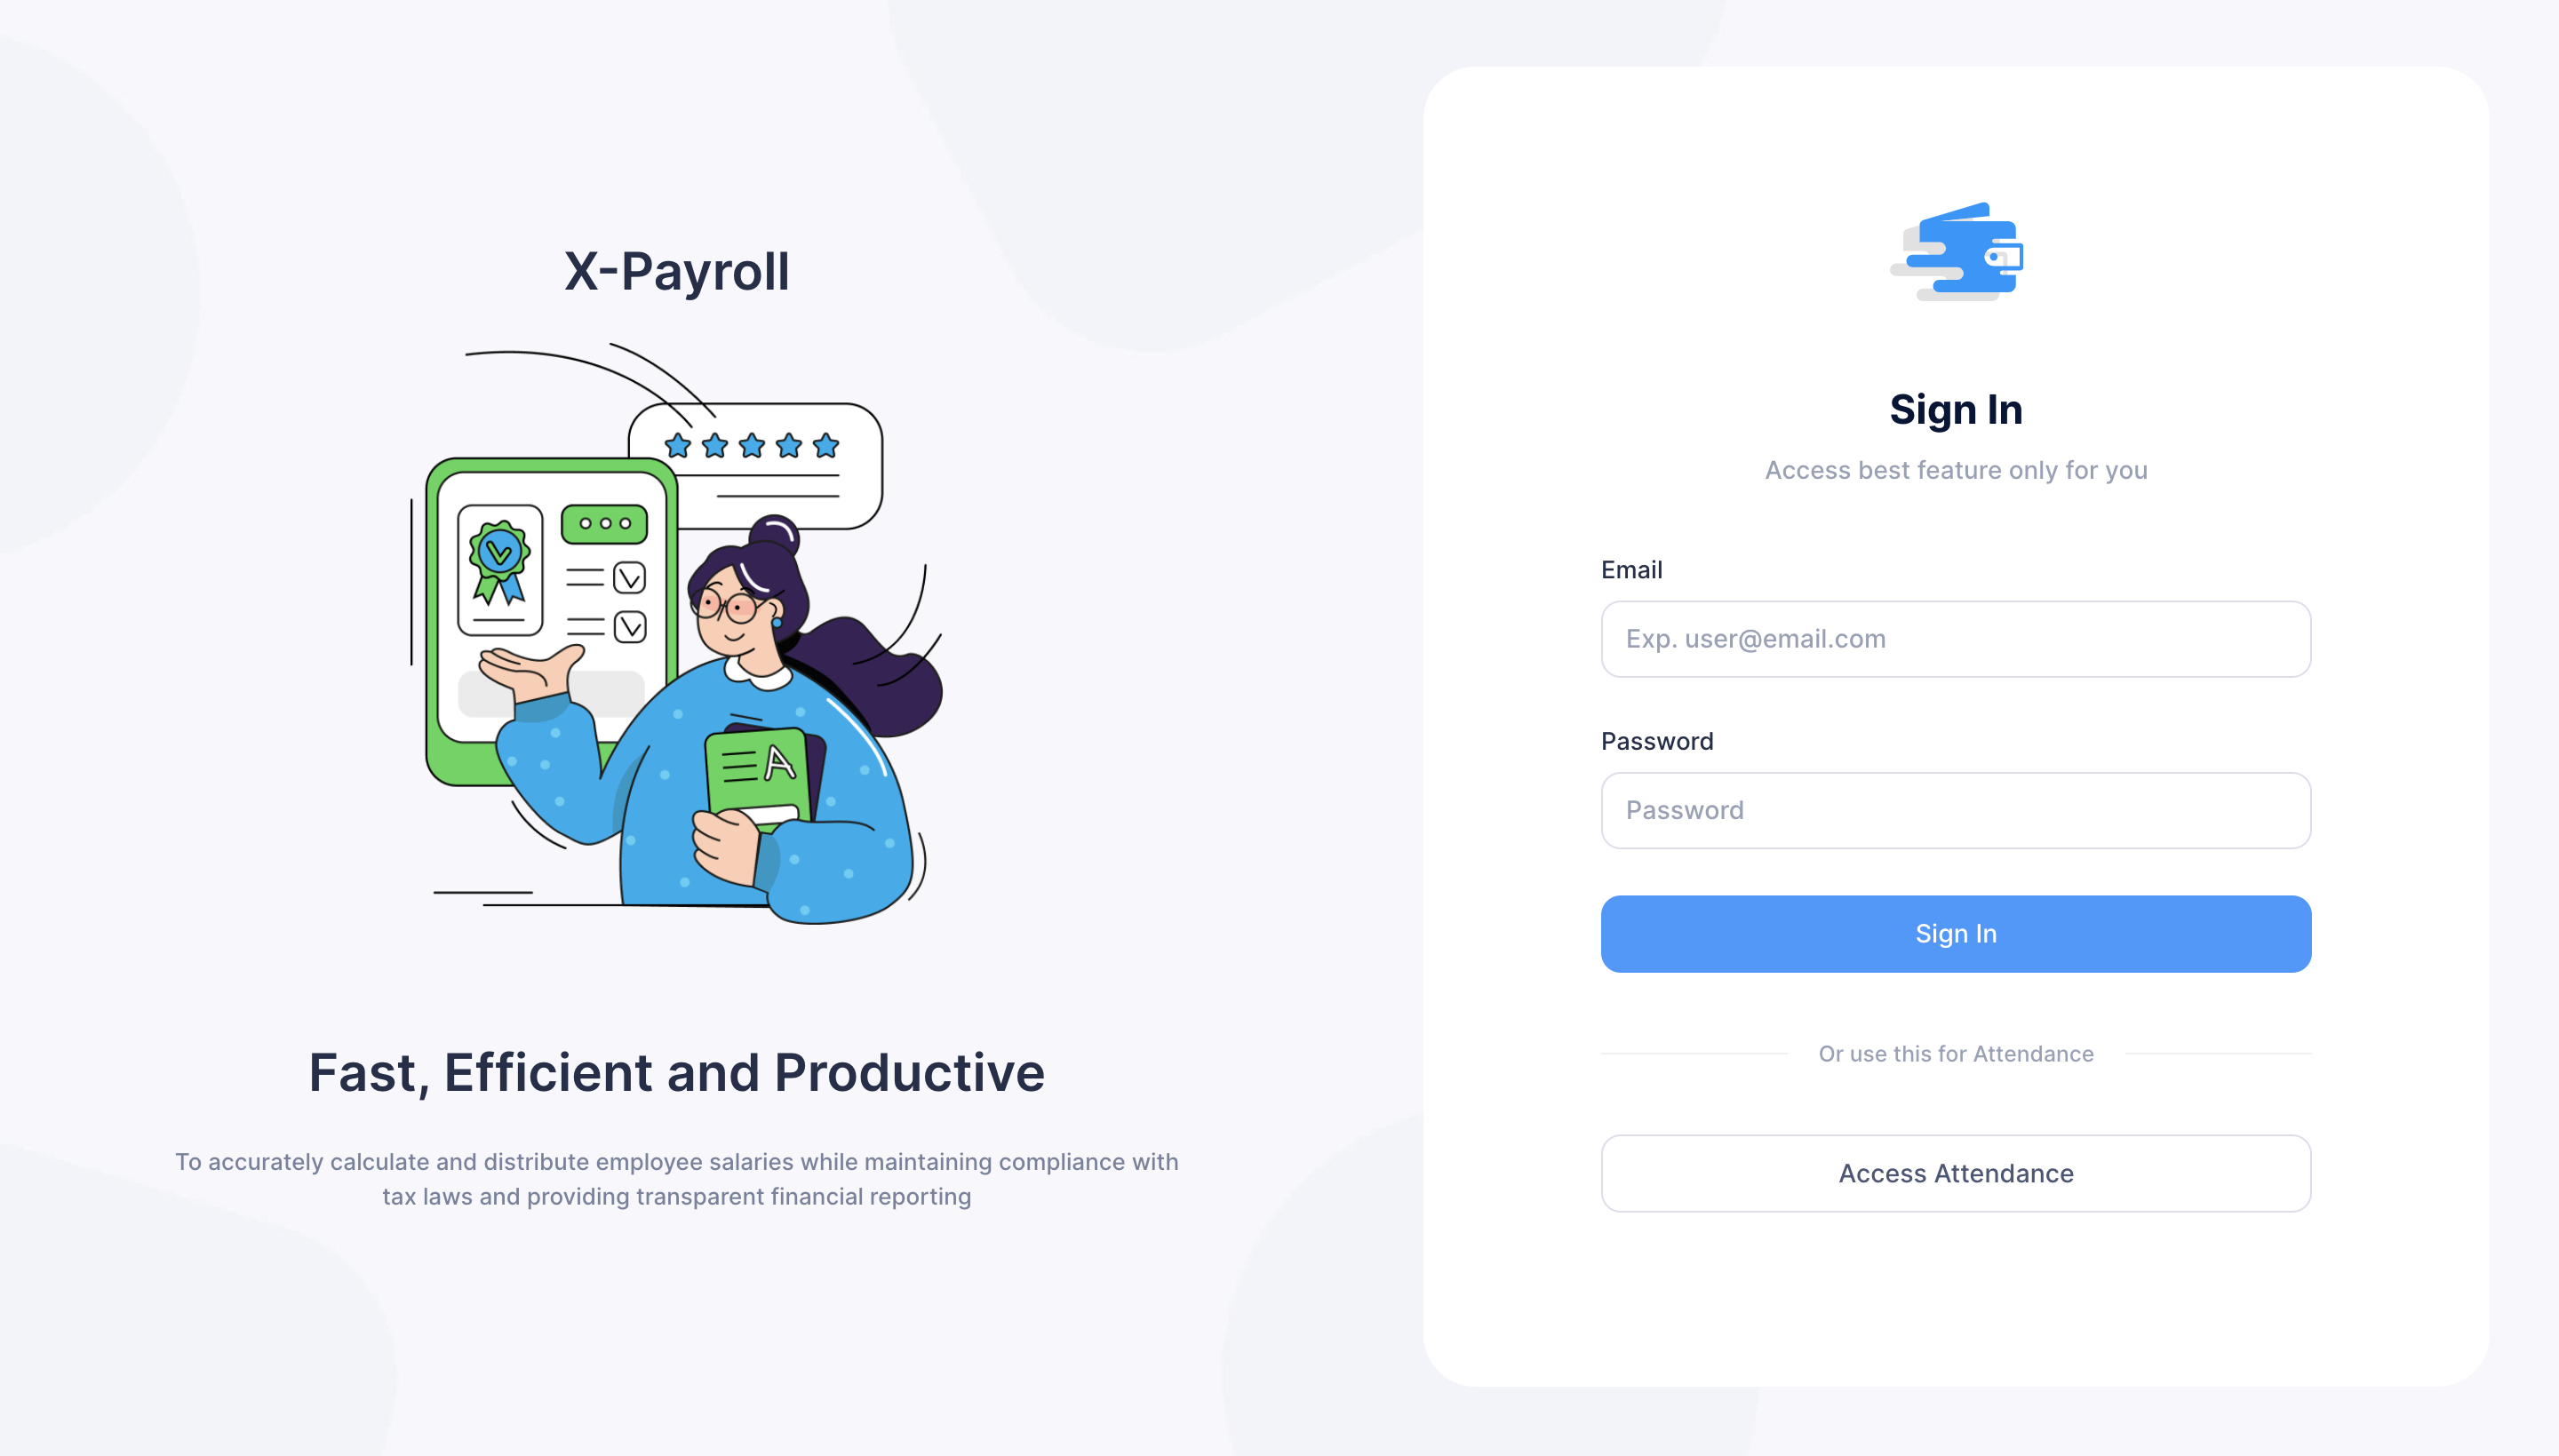 X-Payroll
A
Fast, Efficient and Productive
To accurately calculate and distribute employee salaries while maintaining compliance with
tax laws and providing transparent financial reporting
Sign In
Access best feature only for you
Email
Exp. user@email.com
Password
Password
Sign In
Or use this for Attendance
Access Attendance